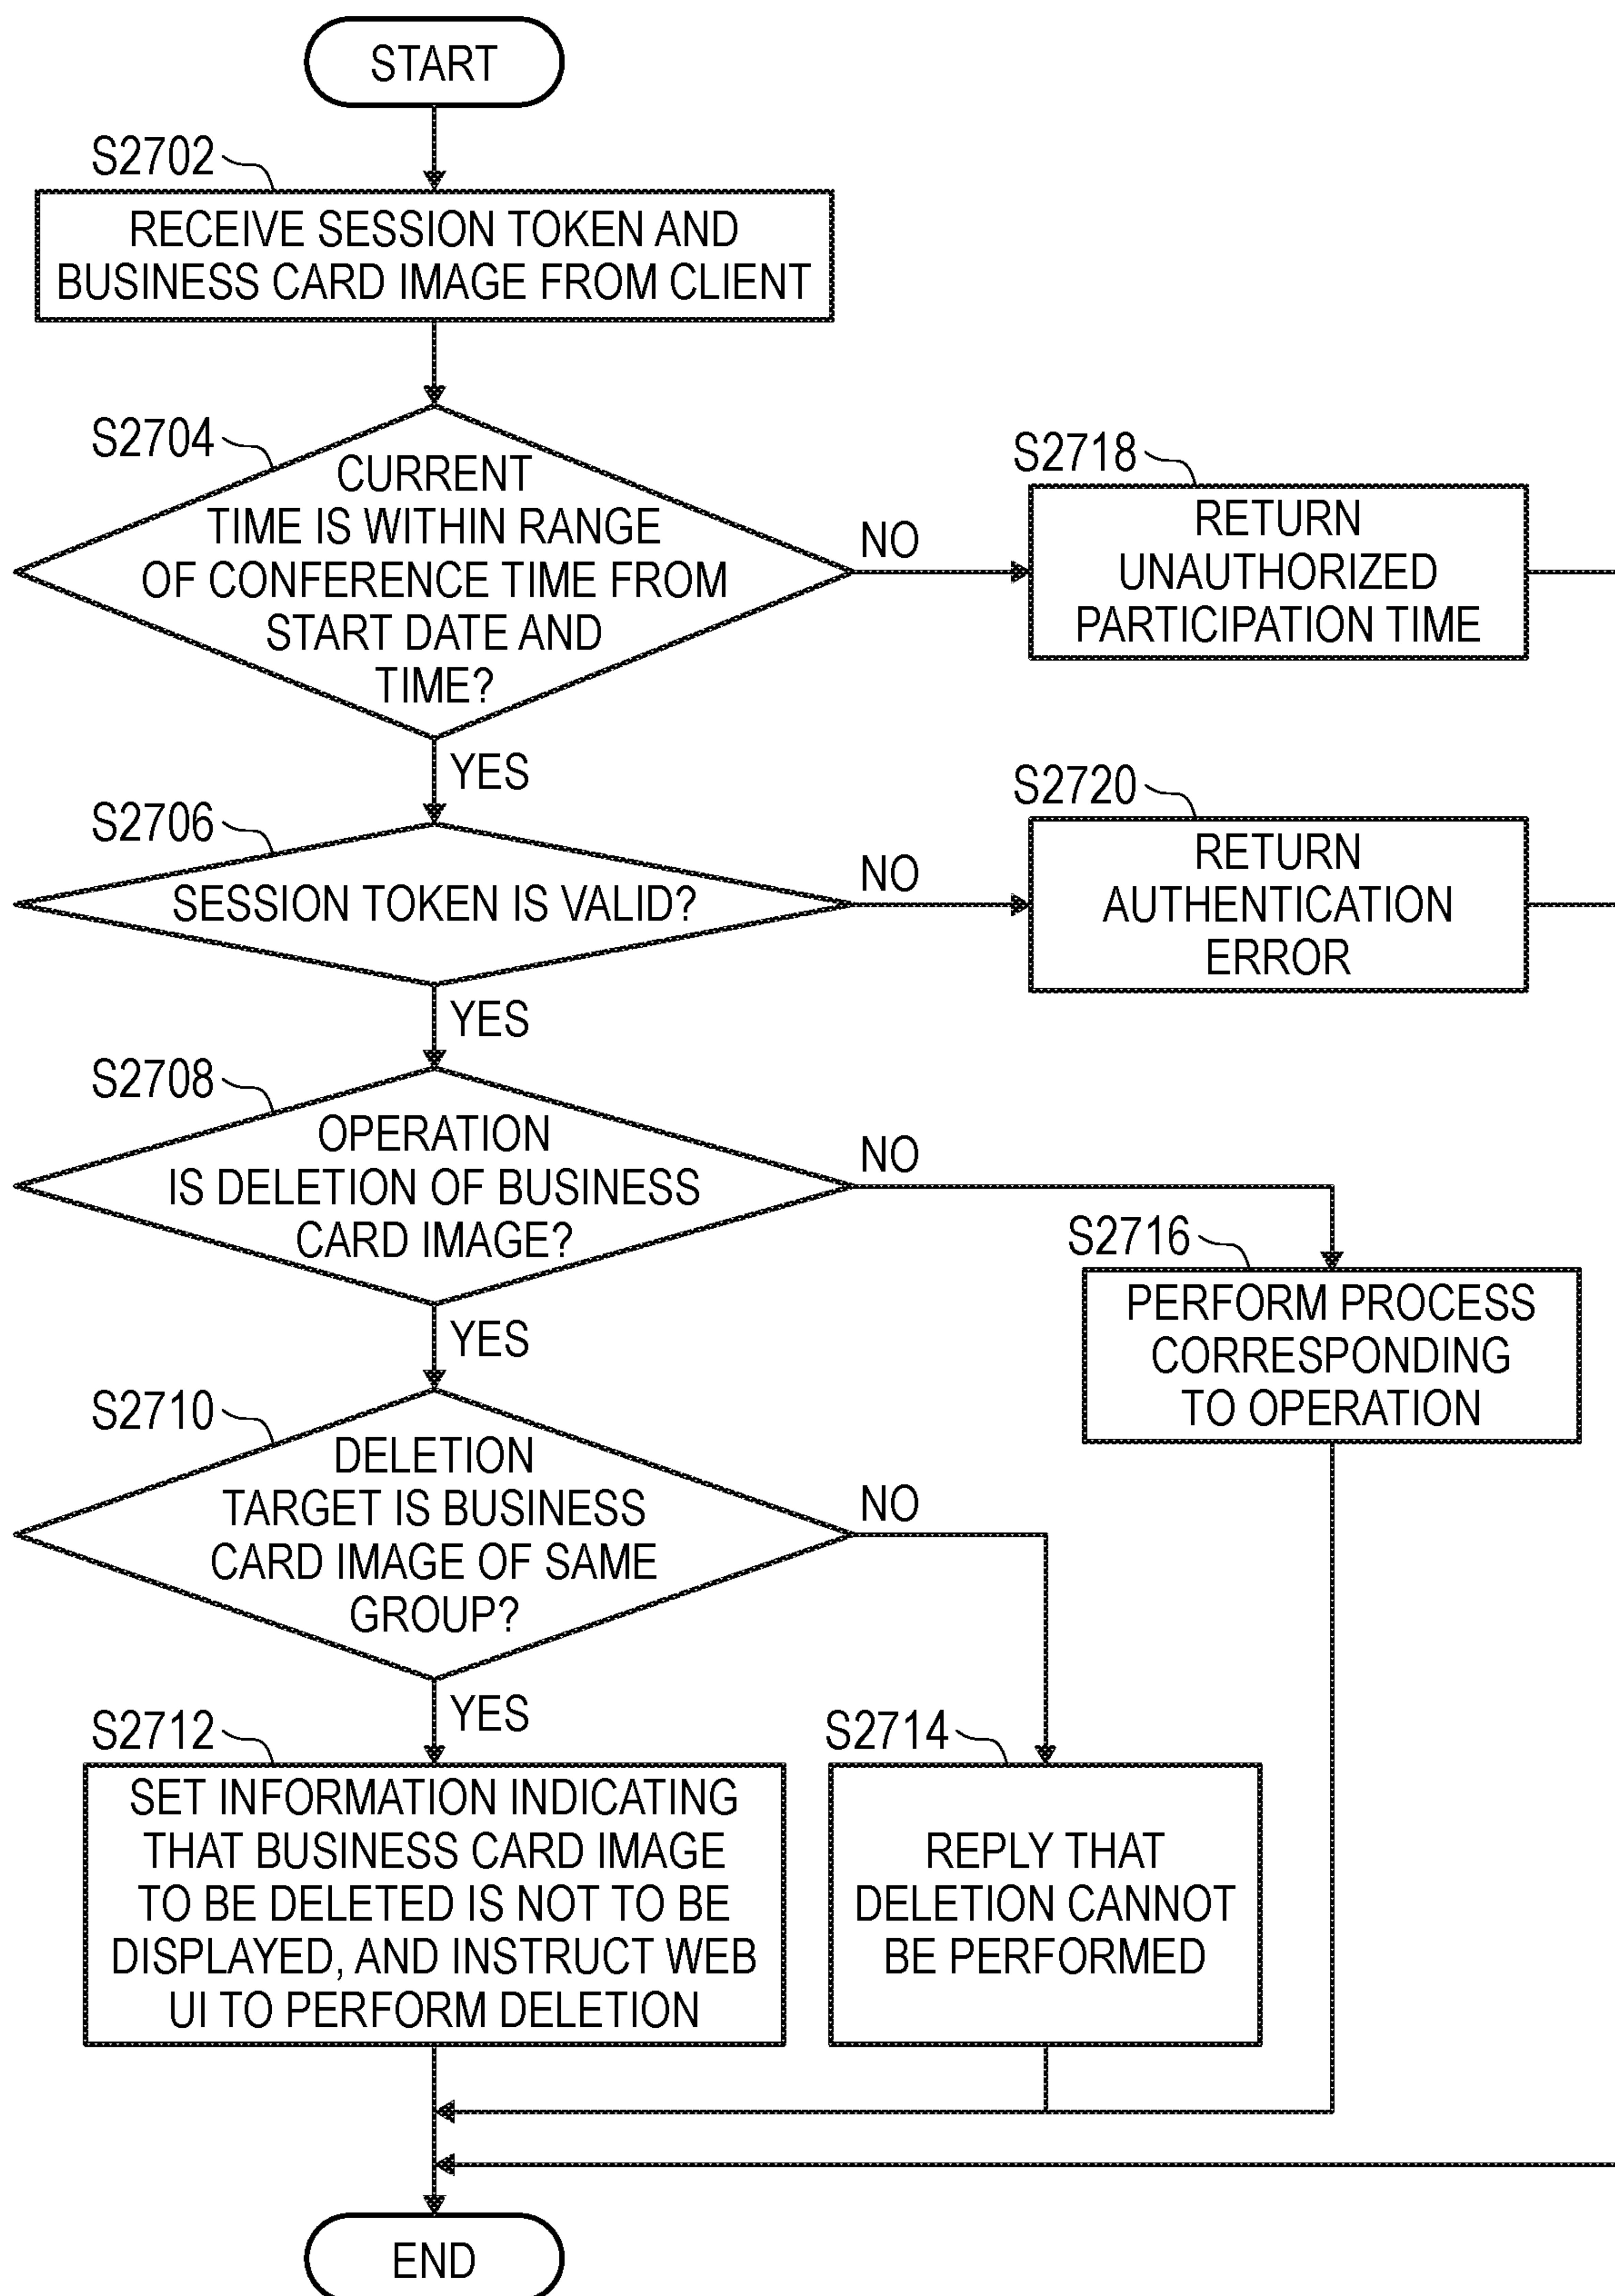 START
S2702
RECEIVE SESSION TOKEN AND
BUSINESS CARD IMAGE FROM CLIENT
S2704
CURRENT
TIME IS WITHIN RANGE
OF CONFERENCE TIME FROM
START DATE AND
TIME?
NO
S2718
RETURN
UNAUTHORIZED
PARTICIPATION TIME
YES
S2706
SESSION TOKEN IS VALID?
NO
S2720
RETURN
AUTHENTICATION
ERROR
YES
S2708
OPERATION
IS DELETION OF BUSINESS
CARD IMAGE?
NO
S2716
PERFORM PROCESS
CORRESPONDING
TO OPERATION
YES
S2710
DELETION
TARGET IS BUSINESS
CARD IMAGE OF SAME
GROUP?
NO
YES
S2712
SET INFORMATION INDICATING
THAT BUSINESS CARD IMAGE
TO BE DELETED IS NOT TO BE
DISPLAYED, AND INSTRUCT WEB
UI TO PERFORM DELETION
S2714
REPLY THAT
DELETION CANNOT
BE PERFORMED
END